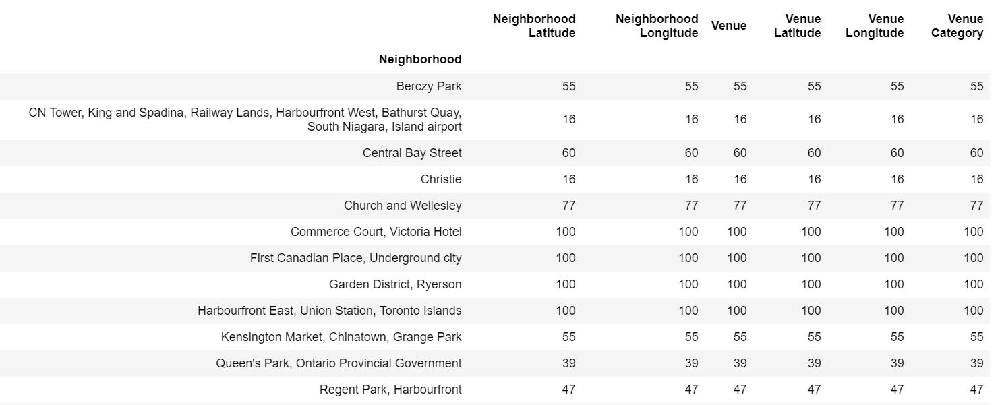 Neighborhood Latitude Neighborhood Longitude Venue Venue Latitude Venue Longitude Venue Category
Neighborhood
Berczy Park 55 55 55 55 55 55
CN Tower, King and Spadina, Railway Lands, Harbourfront West, Bathurst Quay,
South Niagara, Island airport 16 16 16 16 16 16
Central Bay Street 60 60 60 60 60 60
Christie 16 16 16 16 16 16
Church and Wellesley 77 77 77 77 77 77
Commerce Court, Victoria Hotel 100 100 100 100 100 100
First Canadian Place, Underground city 100 100 100 100 100 100
Garden District, Ryerson 100 100 100 100 100 100
Harbourfront East, Union Station, Toronto Islands 100 100 100 100 100 100
Kensington Market, Chinatown, Grange Park 55 55 55 55 55 55
Queen's Park, Ontario Provincial Government 39 39 39 39 39 39
Regent Park, Harbourfront 47 47 47 47 47 47